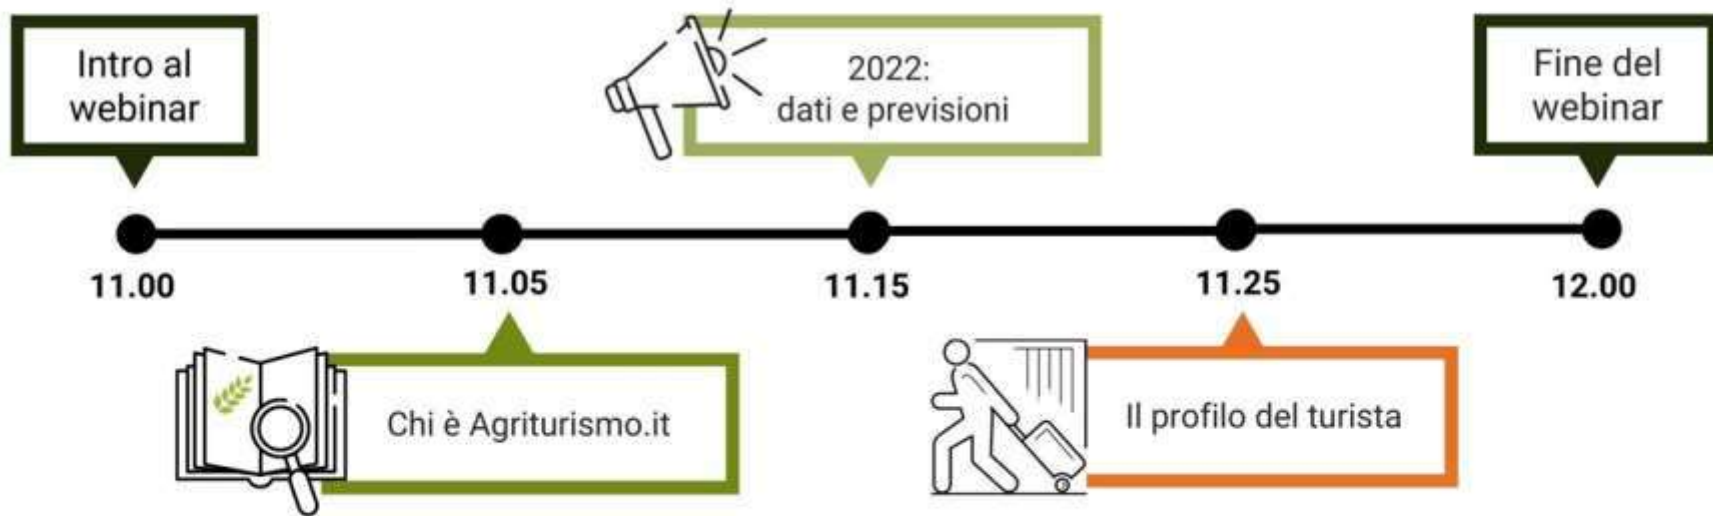 Intro al
webinar
2022:
dati e previsioni
Fine del
webinar
11.00
11.05
11.15
11.25
12.00
Chi è Agriturismo.it
Il profilo del turista